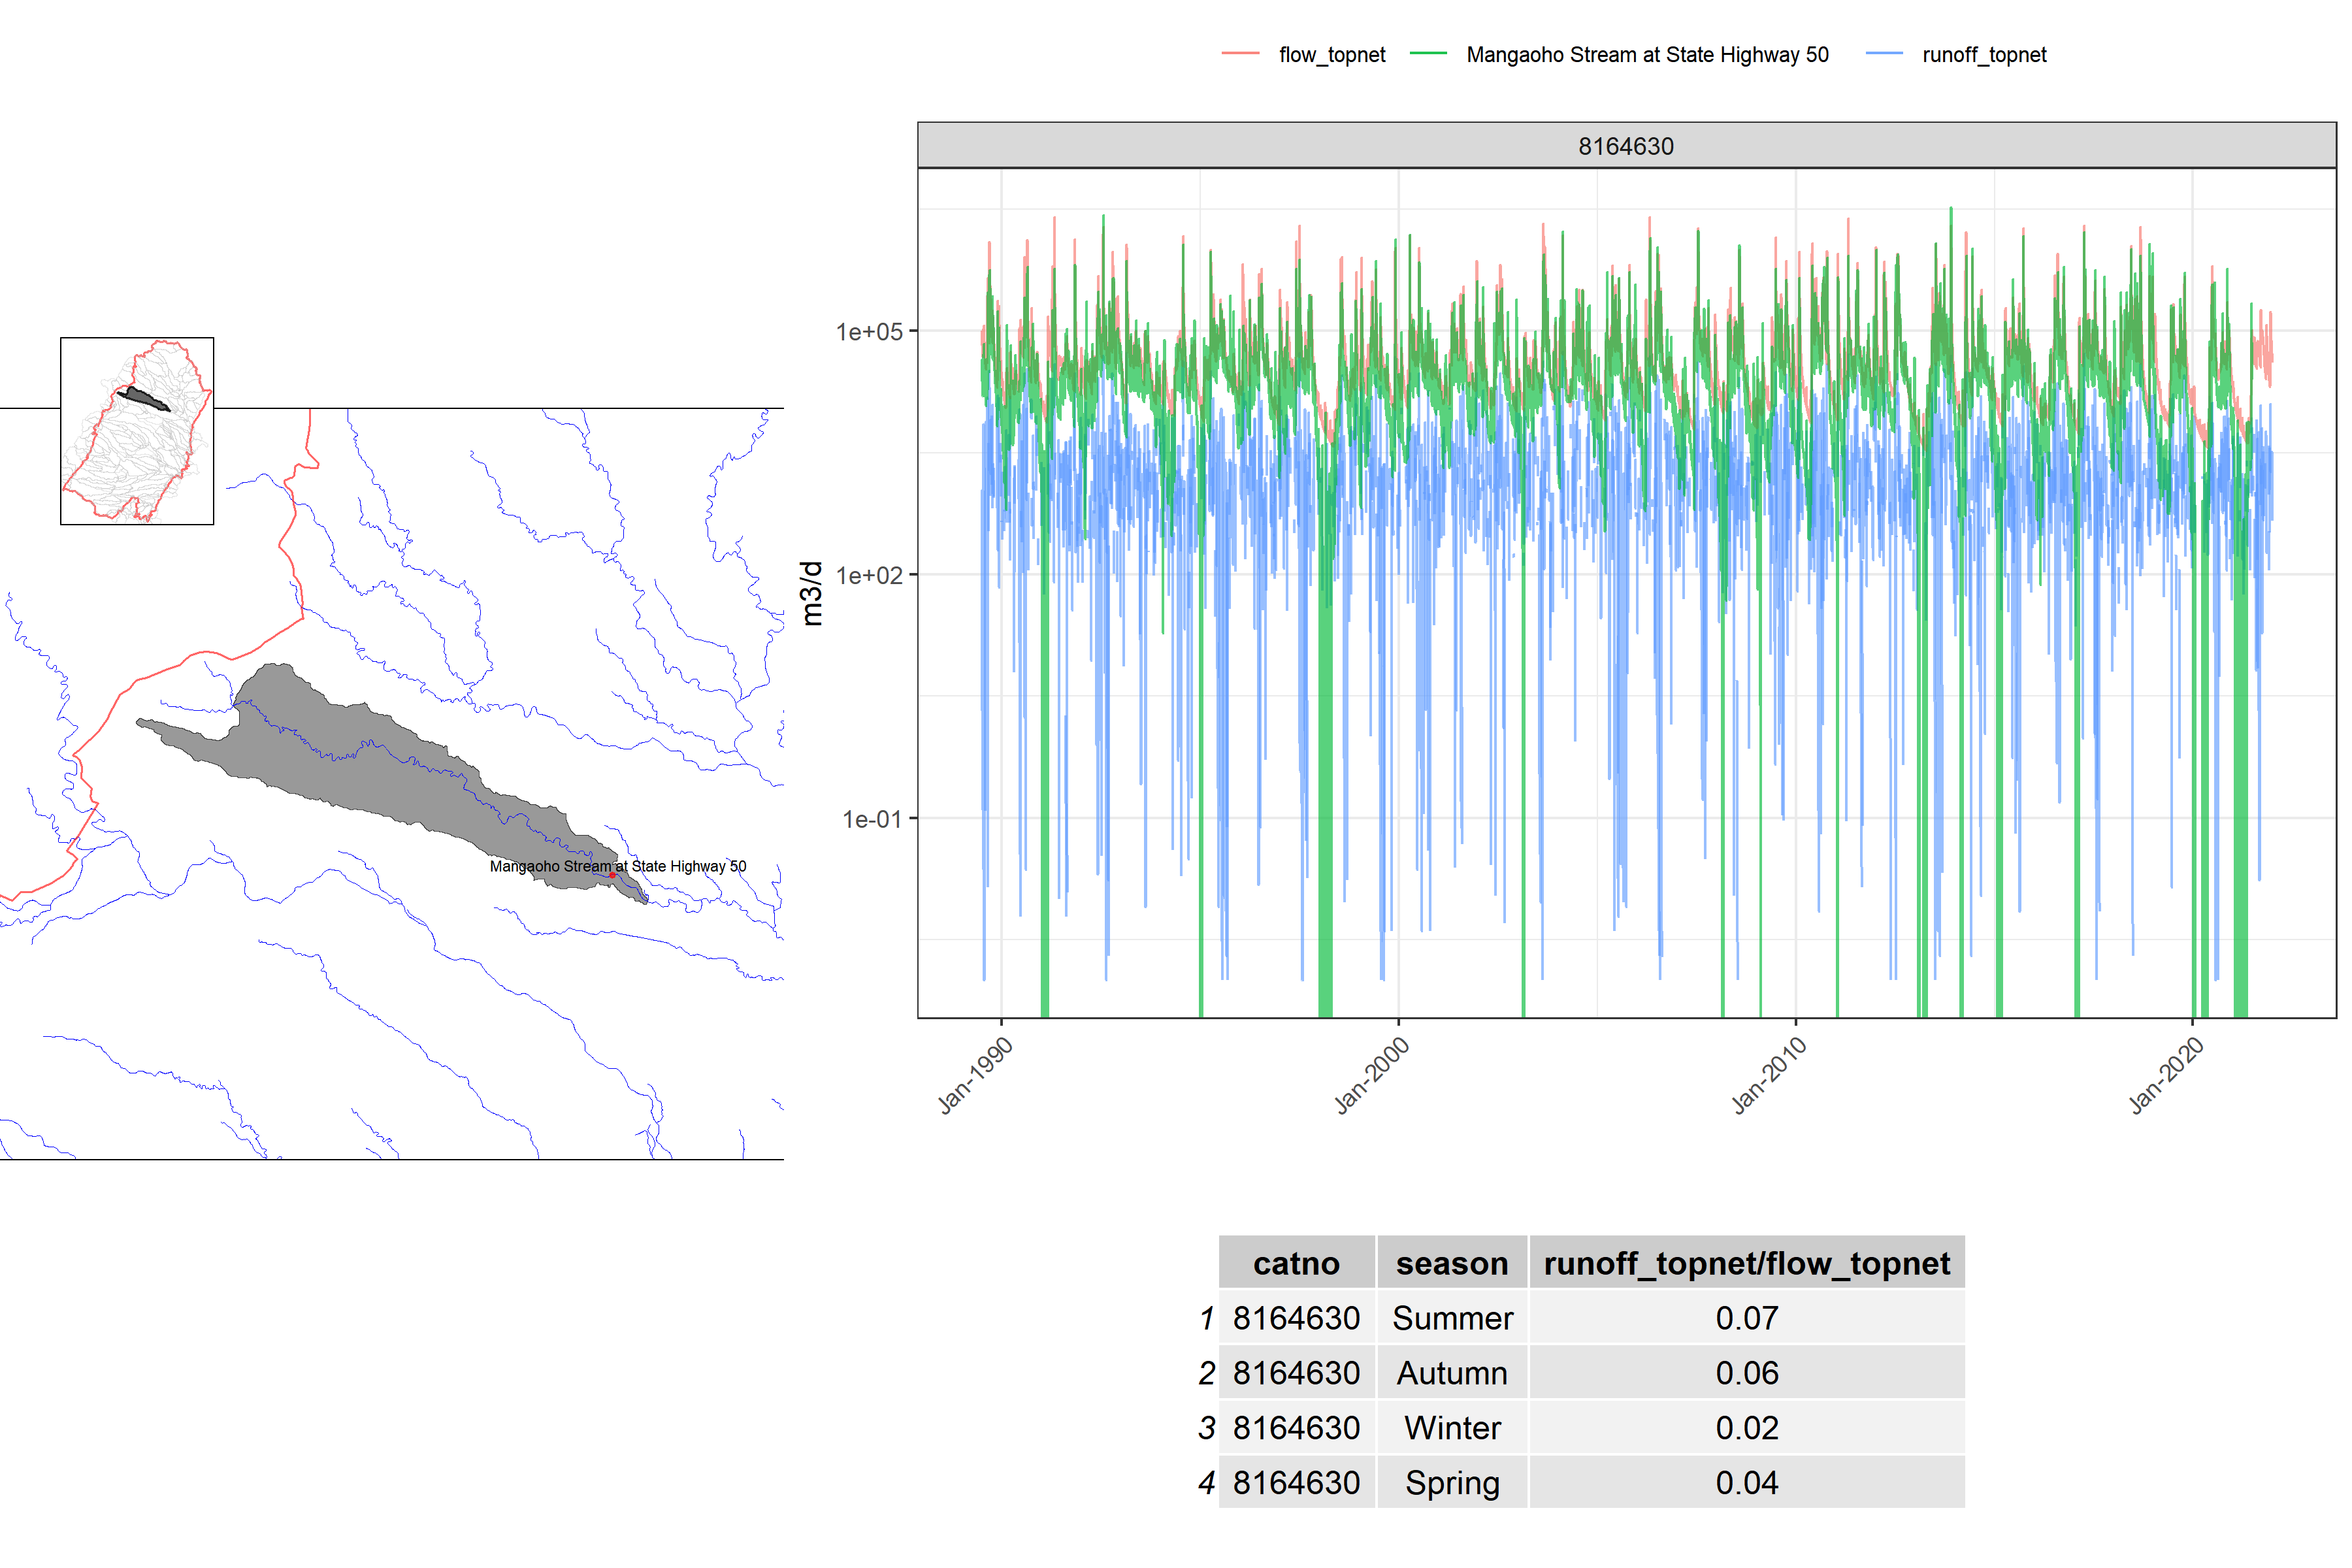 flow_topnet Mangaoho Stream at State Highway 50 runoff_topnet
8164630
1e+05
1e+02
1e-01
m3/d
Jan-1990 Jan-2000 Jan-2010 Jan-2020
Mangaoho Stream at State Highway 50
catno season runoff_topnet/flow_topnet
1 8164630 Summer 0.07
2 8164630 Autumn 0.06
3 8164630 Winter 0.02
4 8164630 Spring 0.04